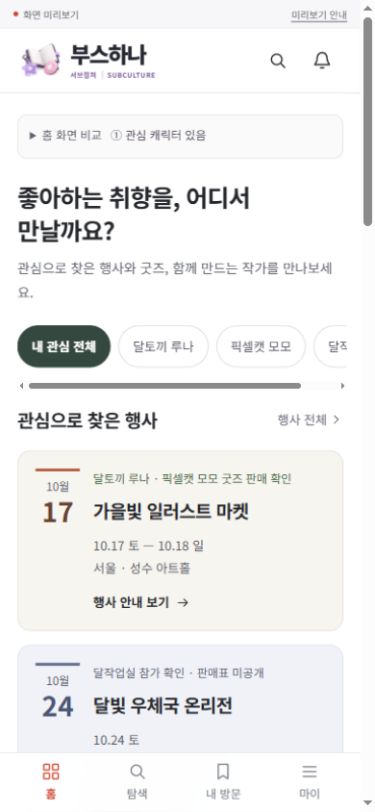 화면 미리보기 미리보기 안내
부스하나
서브컬처 | SUBCULTURE
▶ 홈 화면 비교 ① 관심 캐릭터 있음
좋아하는 취향을, 어디서
만날까요?
관심으로 찾은 행사와 굿즈, 함께 만드는 작가를 만나보세
요.
내 관심 전체 달토끼 루나 픽셀캣 모모 달작
관심으로 찾은 행사 행사 전체
달토끼 루나 · 픽셀캣 모모 굿즈 판매 확인
10월
17 가을빛 일러스트 마켓
10.17 토 — 10.18 일
서울 · 성수 아트홀
행사 안내 보기 →
달작업실 참가 확인 · 판매표 미공개
10월
24 달빛 우체국 온리전
10.24 토
홈 탐색 내 방문 마이